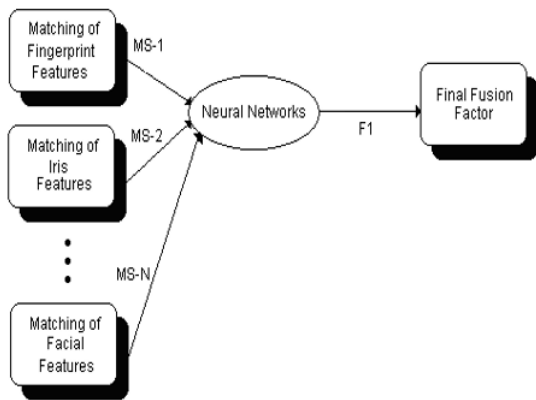 Matching of
Fingerprint
Features
MS-1
Matching of
Iris
Features
MS-2
MS-N
Matching of
Facial
Features
Neural Networks
F1
Final Fusion
Factor